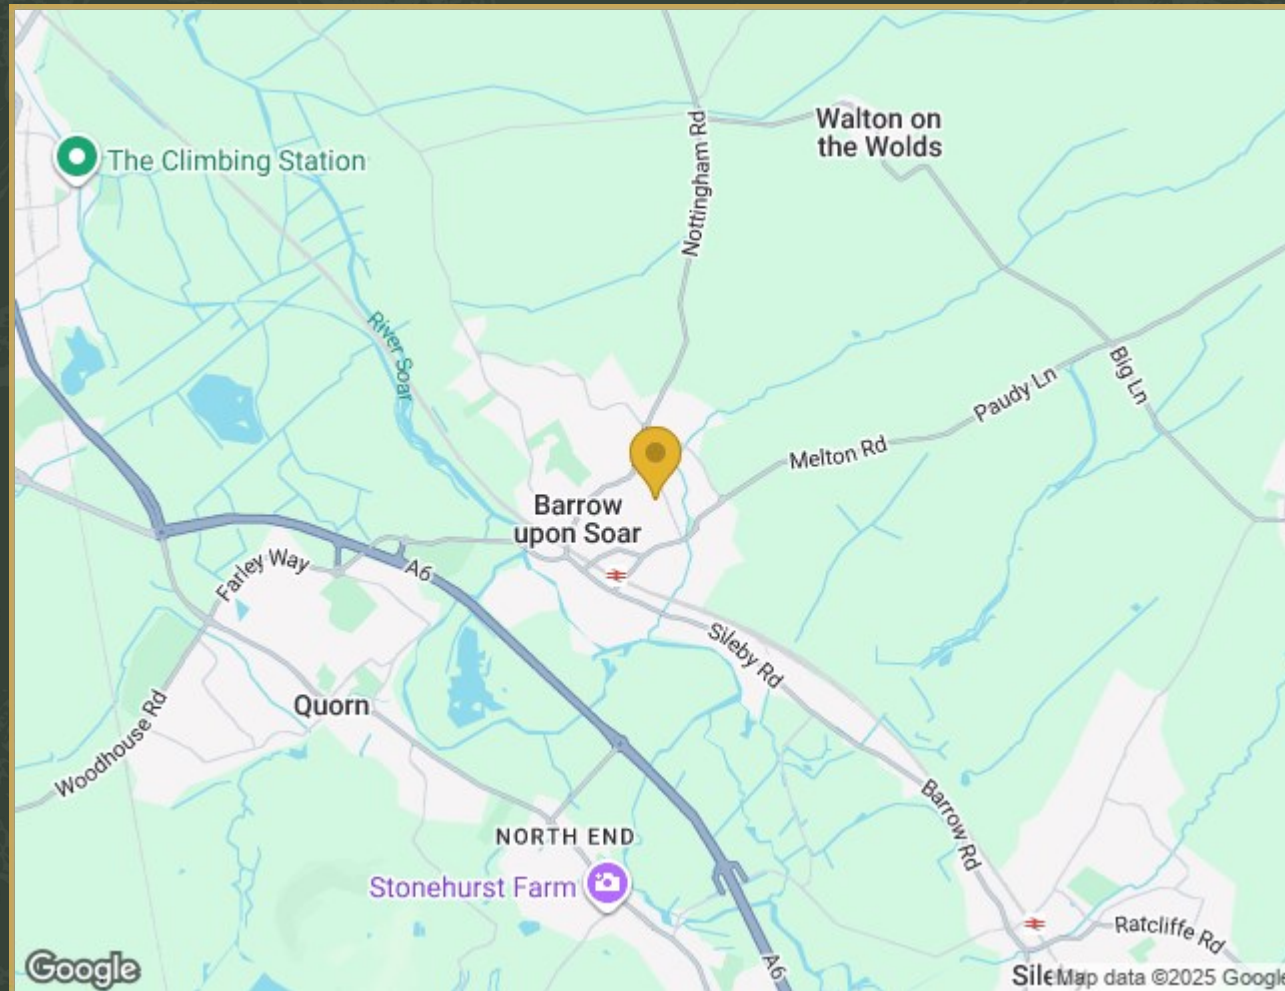 Walton on
the Wolds
The Climbing Station
Nottingham Rd
River Soar
Big Ln
Paudy Ln
Melton Rd
Barrow
upon Soar
Farley Way
A6
Sileby Rd
Quorn
Woodhouse Rd
Barrow Rd
NORTH END
Stonehurst Farm
Ratcliffe Rd
A6
Google
Map data ©2025 Google